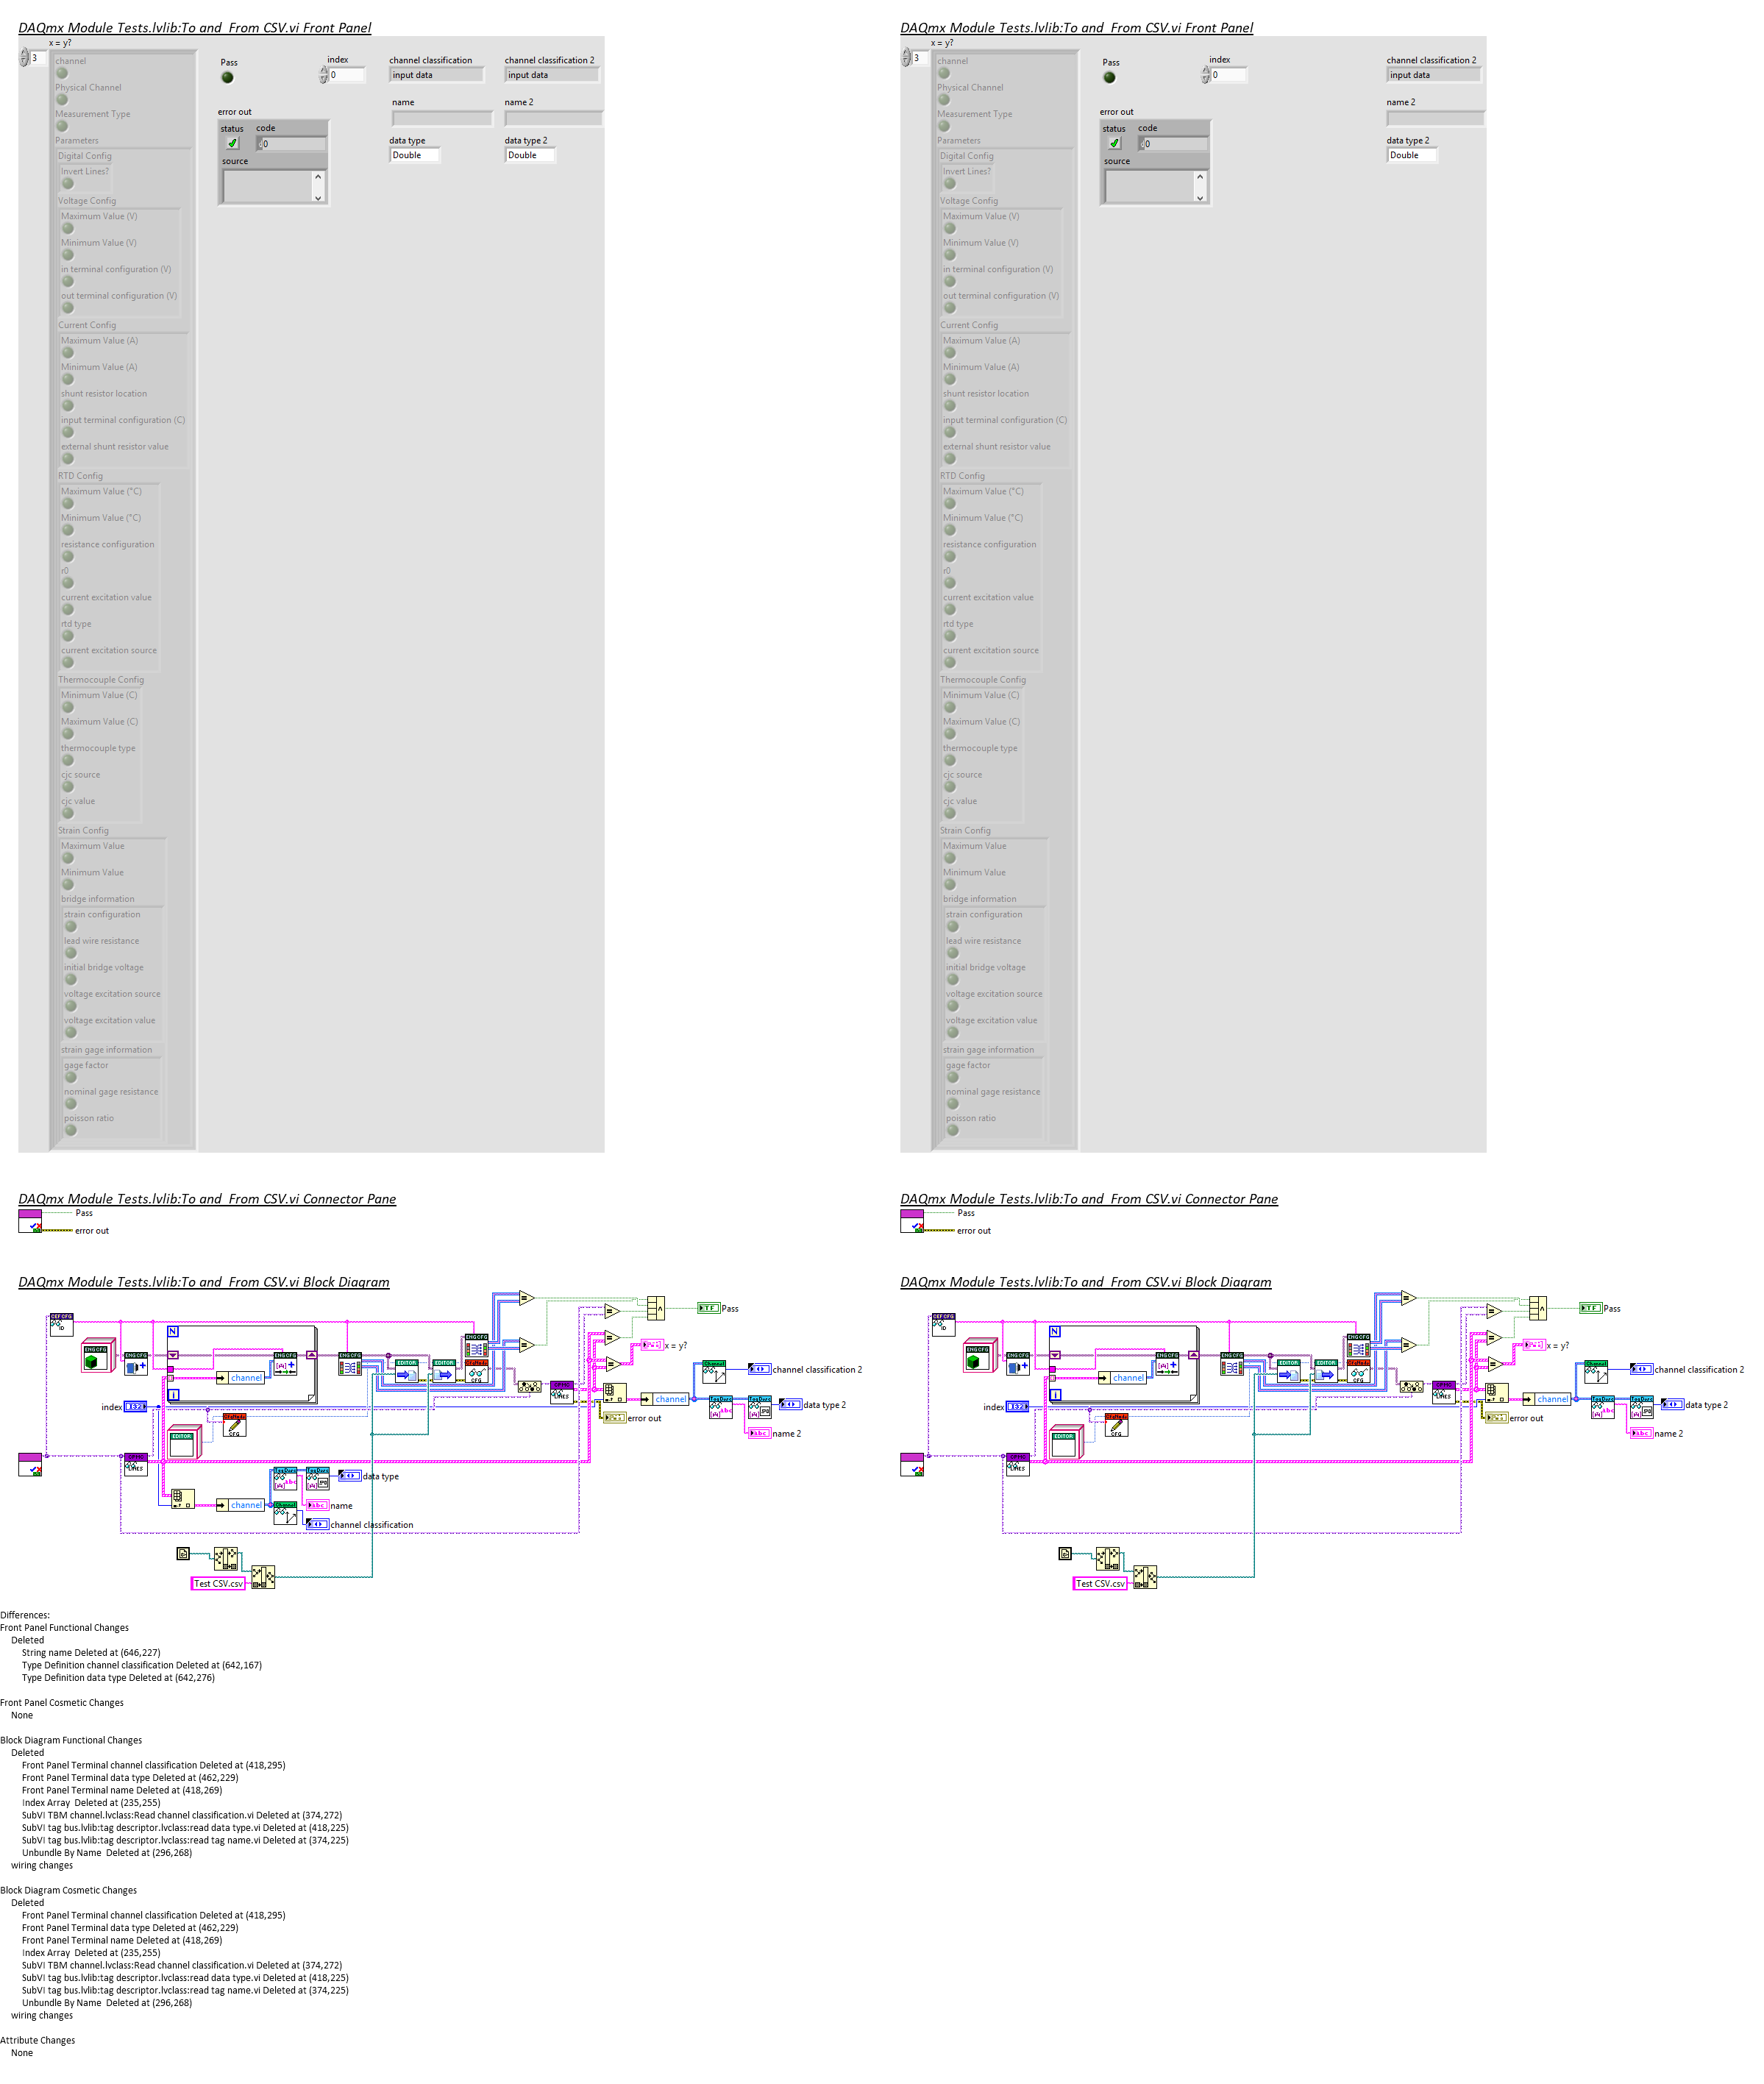 DAQmx Module Tests.lvlib:To and  From CSV.vi Front Panel
x = y?
3
channel
Physical Channel
Measurement Type
Parameters
Digital Config
Invert Lines?
Voltage Config
Maximum Value (V)
Minimum Value (V)
in terminal configuration (V)
out terminal configuration (V)
Current Config
Maximum Value (A)
Minimum Value (A)
shunt resistor location
input terminal configuration (C)
external shunt resistor value
RTD Config
Maximum Value (°C)
Minimum Value (°C)
resistance configuration
r0
current excitation value
rtd type
current excitation source
Thermocouple Config
Minimum Value (C)
Maximum Value (C)
thermocouple type
cjc source
cjc value
Strain Config
Maximum Value
Minimum Value
bridge information
strain configuration
lead wire resistance
initial bridge voltage
voltage excitation source
voltage excitation value
strain gage information
gage factor
nominal gage resistance
poisson ratio
Pass
index
0
channel classification
input data
channel classification 2
input data
name
name 2
error out
status
code
0
source
data type
Double
data type 2
Double
DAQmx Module Tests.lvlib:To and  From CSV.vi Front Panel
x = y?
3
channel
Physical Channel
Measurement Type
Parameters
Digital Config
Invert Lines?
Voltage Config
Maximum Value (V)
Minimum Value (V)
in terminal configuration (V)
out terminal configuration (V)
Current Config
Maximum Value (A)
Minimum Value (A)
shunt resistor location
input terminal configuration (C)
external shunt resistor value
RTD Config
Maximum Value (°C)
Minimum Value (°C)
resistance configuration
r0
current excitation value
rtd type
current excitation source
Thermocouple Config
Minimum Value (C)
Maximum Value (C)
thermocouple type
cjc source
cjc value
Strain Config
Maximum Value
Minimum Value
bridge information
strain configuration
lead wire resistance
initial bridge voltage
voltage excitation source
voltage excitation value
strain gage information
gage factor
nominal gage resistance
poisson ratio
Pass
index
0
channel classification 2
input data
name 2
error out
status
code
0
source
data type 2
Double
DAQmx Module Tests.lvlib:To and  From CSV.vi Connector Pane
Pass
error out
DAQmx Module Tests.lvlib:To and  From CSV.vi Connector Pane
Pass
error out
DAQmx Module Tests.lvlib:To and  From CSV.vi Block Diagram
N
i
ENG CFG
EDITOR
channel
index
I32
TF
Pass
x = y?
channel
channel classification 2
data type 2
name 2
error out
channel
data type
name
channel classification
Test CSV.csv
DAQmx Module Tests.lvlib:To and  From CSV.vi Block Diagram
N
i
ENG CFG
EDITOR
channel
index
I32
TF
Pass
x = y?
channel
channel classification 2
data type 2
name 2
error out
Test CSV.csv
Differences:
Front Panel Functional Changes
Deleted
String name Deleted at (646,227)
Type Definition channel classification Deleted at (642,167)
Type Definition data type Deleted at (642,276)
Front Panel Cosmetic Changes
None
Block Diagram Functional Changes
Deleted
Front Panel Terminal channel classification Deleted at (418,295)
Front Panel Terminal data type Deleted at (462,229)
Front Panel Terminal name Deleted at (418,269)
Index Array  Deleted at (235,255)
SubVI TBM channel.lvclass:Read channel classification.vi Deleted at (374,272)
SubVI tag bus.lvlib:tag descriptor.lvclass:read data type.vi Deleted at (418,225)
SubVI tag bus.lvlib:tag descriptor.lvclass:read tag name.vi Deleted at (374,225)
Unbundle By Name  Deleted at (296,268)
wiring changes
Block Diagram Cosmetic Changes
Deleted
Front Panel Terminal channel classification Deleted at (418,295)
Front Panel Terminal data type Deleted at (462,229)
Front Panel Terminal name Deleted at (418,269)
Index Array  Deleted at (235,255)
SubVI TBM channel.lvclass:Read channel classification.vi Deleted at (374,272)
SubVI tag bus.lvlib:tag descriptor.lvclass:read data type.vi Deleted at (418,225)
SubVI tag bus.lvlib:tag descriptor.lvclass:read tag name.vi Deleted at (374,225)
Unbundle By Name  Deleted at (296,268)
wiring changes
Attribute Changes
None